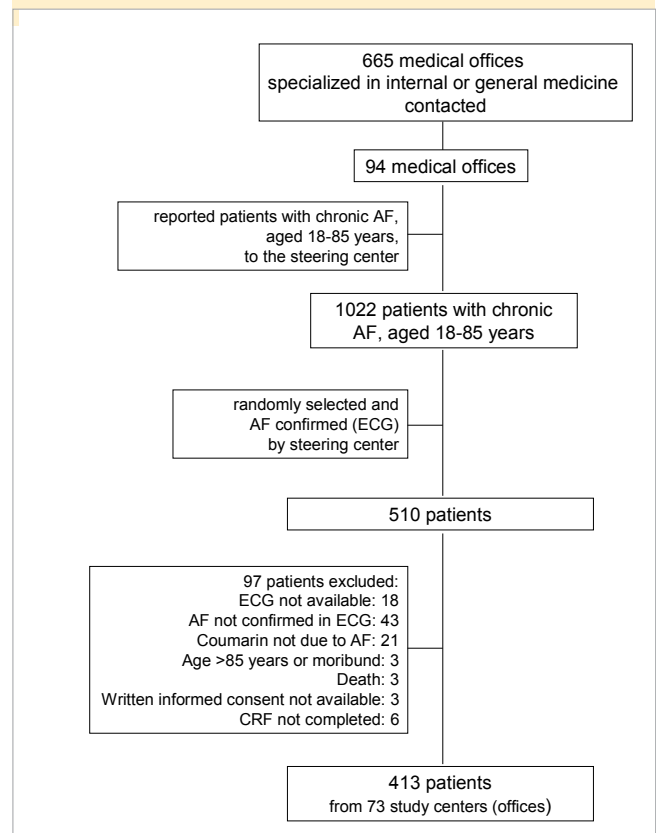 665 medical offices
specialized in internal or general medicine
contacted
94 medical offices
reported patients with chronic AF,
aged 18-85 years,
to the steering center
1022 patients with chronic
AF, aged 18-85 years
randomly selected and
AF confirmed (ECG)
by steering center
510 patients
97 patients excluded:
ECG not available: 18
AF not confirmed in ECG: 43
Coumarin not due to AF: 21
Age >85 years or moribund: 3
Death: 3
Written informed consent not available: 3
CRF not completed: 6
413 patients
from 73 study centers (offices)